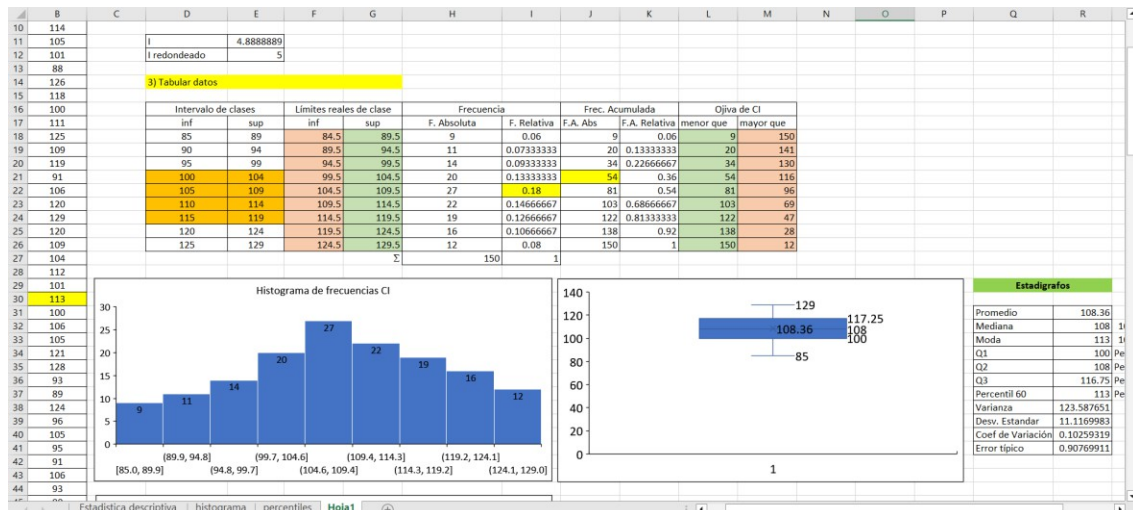 B C D E F G H I J K L M N O P Q R
10 114
11 105 I 4.8888889
12 101 I redondeado 5
13 88
14 126 3) Tabular datos
15 118
16 100 Intervalo de clases Límites reales de clase Frecuencia Frec. Acumulada Ojiva de CI
17 111 inf sup inf sup F. Absoluta F. Relativa F.A. Abs F.A. Relativa menor que mayor que
18 125 85 89 84.5 89.5 9 0.06 9 0.06 9 150
19 109 90 94 89.5 94.5 11 0.07333333 20 0.13333333 20 141
20 119 95 99 94.5 99.5 14 0.09333333 34 0.22666667 34 130
21 91 100 104 99.5 104.5 20 0.13333333 54 0.36 54 116
22 106 105 109 104.5 109.5 27 0.18 81 0.54 81 96
23 120 110 114 109.5 114.5 22 0.14666667 103 0.68666667 103 69
24 129 115 119 114.5 119.5 19 0.12666667 122 0.81333333 122 47
25 120 120 124 119.5 124.5 16 0.10666667 138 0.92 138 28
26 109 125 129 124.5 129.5 12 0.08 150 1 150 12
27 104 Σ 150 1
28 112
29 101
30 113
31 100
32 106
33 105
34 121
35 128
36 93
37 89
38 124
39 96
40 105
41 95
42 91
43 106
44 93
Histograma de frecuencias CI
30
25
20
15
10
5
0
9 11 14 20 27 22 19 16 12
(89.9, 94.8] (99.7, 104.6] (109.4, 114.3] (119.2, 124.1]
[85.0, 89.9] (94.8, 99.7] (104.6, 109.4] (114.3, 119.2] (124.1, 129.0]
140
120
100
80
60
40
20
0
129
117.25
108.36 108
100
85
1
Estadigrafos
Promedio 108.36
Mediana 108
Moda 113
Q1 100 Pe
Q2 108 Pe
Q3 116.75 Pe
Percentil 60 113 Pe
Varianza 123.587651
Desv. Estandar 11.1169983
Coef de Variación 0.10259319
Error típico 0.90769911
Estadística descriptiva histograma percentiles Hoja1